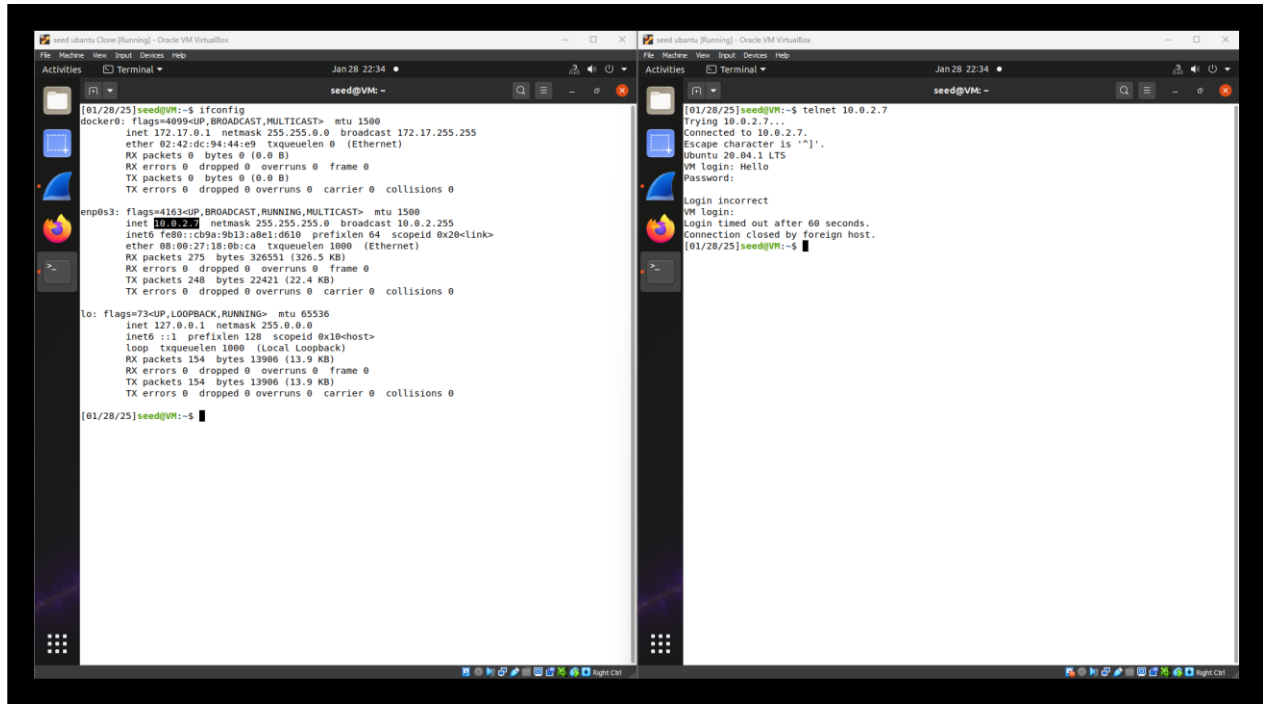 seed ubantu Clone [Running] - Oracle VM VirtualBox
File Machine View Input Devices Help
Activities Terminal Jan 28 22:34
seed@VM: ~
[01/28/25]seed@VM:~$ ifconfig
docker0: flags=4099<UP,BROADCAST,MULTICAST> mtu 1500
inet 172.17.0.1 netmask 255.255.0.0 broadcast 172.17.255.255
ether 02:42:dc:94:44:e9 txqueuelen 0 (Ethernet)
RX packets 0 bytes 0 (0.0 B)
RX errors 0 dropped 0 overruns 0 frame 0
TX packets 0 bytes 0 (0.0 B)
TX errors 0 dropped 0 overruns 0 carrier 0 collisions 0
enp0s3: flags=4163<UP,BROADCAST,RUNNING,MULTICAST> mtu 1500
inet 10.0.2.7 netmask 255.255.255.0 broadcast 10.0.2.255
inet6 fe80::cb9a:9b13:a8e1:d610 prefixlen 64 scopeid 0x20<link>
ether 08:00:27:18:0b:ca txqueuelen 1000 (Ethernet)
RX packets 275 bytes 326551 (326.5 KB)
RX errors 0 dropped 0 overruns 0 frame 0
TX packets 248 bytes 22421 (22.4 KB)
TX errors 0 dropped 0 overruns 0 carrier 0 collisions 0
lo: flags=73<UP,LOOPBACK,RUNNING> mtu 65536
inet 127.0.0.1 netmask 255.0.0.0
inet6 ::1 prefixlen 128 scopeid 0x10<host>
loop txqueuelen 1000 (Local Loopback)
RX packets 154 bytes 13906 (13.9 KB)
RX errors 0 dropped 0 overruns 0 frame 0
TX packets 154 bytes 13906 (13.9 KB)
TX errors 0 dropped 0 overruns 0 carrier 0 collisions 0
[01/28/25]seed@VM:~$
Right Ctrl
seed ubantu [Running] - Oracle VM VirtualBox
File Machine View Input Devices Help
Activities Terminal Jan 28 22:34
seed@VM: ~
[01/28/25]seed@VM:~$ telnet 10.0.2.7
Trying 10.0.2.7...
Connected to 10.0.2.7.
Escape character is '^]'.
Ubuntu 20.04.1 LTS
VM login: Hello
Password:
Login incorrect
VM login:
Login timed out after 60 seconds.
Connection closed by foreign host.
[01/28/25]seed@VM:~$
Right Ctrl